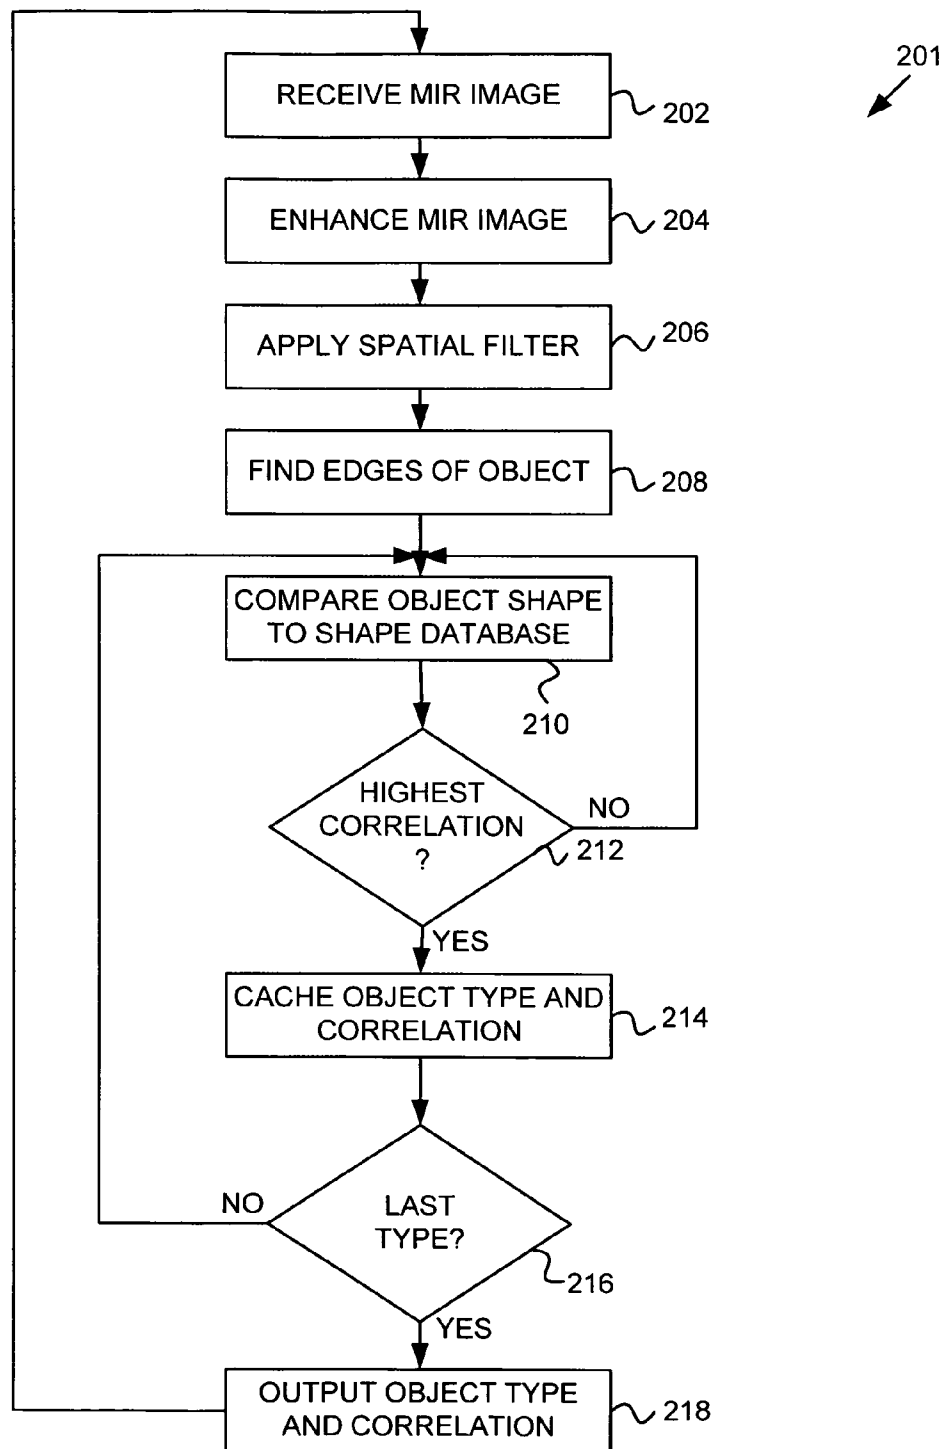 201
RECEIVE MIR IMAGE
202
ENHANCE MIR IMAGE
204
APPLY SPATIAL FILTER
206
FIND EDGES OF OBJECT
208
COMPARE OBJECT SHAPE
TO SHAPE DATABASE
210
HIGHEST
CORRELATION
?
NO
212
YES
CACHE OBJECT TYPE AND
CORRELATION
214
NO
LAST
TYPE?
216
YES
OUTPUT OBJECT TYPE
AND CORRELATION
218